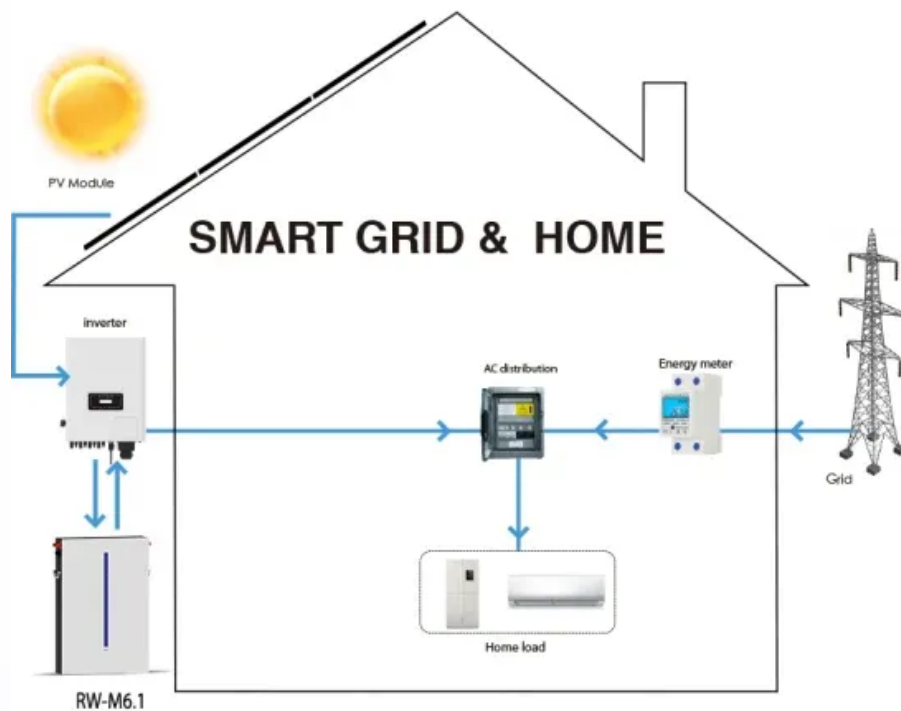 PV Module
SMART GRID & HOME
inverter
AC distribution
Energy meter
Grid
Home load
RW-M6.1